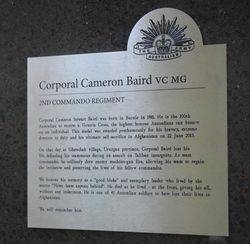 AUSTRALIA
Corporal Cameron Baird VC MG
2ND COMMANDO REGIMENT
Corporal Cameron Stewart Baird was born in Burnie in 1981. He is the 100th
Australian to receive a Victoria Cross, the highest honour Australians can bestow
on an individual. This medal was awarded posthumously for his bravery, extreme
devotion to duty and his ultimate self-sacrifice in Afghanistan on 22 June 2013.
On that day at Ghawchak village, Uruzgan province, Corporal Baird lost his
life defending his teammates during an assault on Taliban insurgents. As team
commander, he selflessly drew enemy machine-gun fire, allowing his team to regain
the initiative and preserving the lives of his fellow commandos.
We honour his memory as a "good bloke" and exemplary leader who lived by the
motto "Never leave anyone behind". He died as he lived - at the front, giving his all,
without any indecision. He is one of 41 Australian soldiers to have lost their lives in
Afghanistan.
We will remember him.